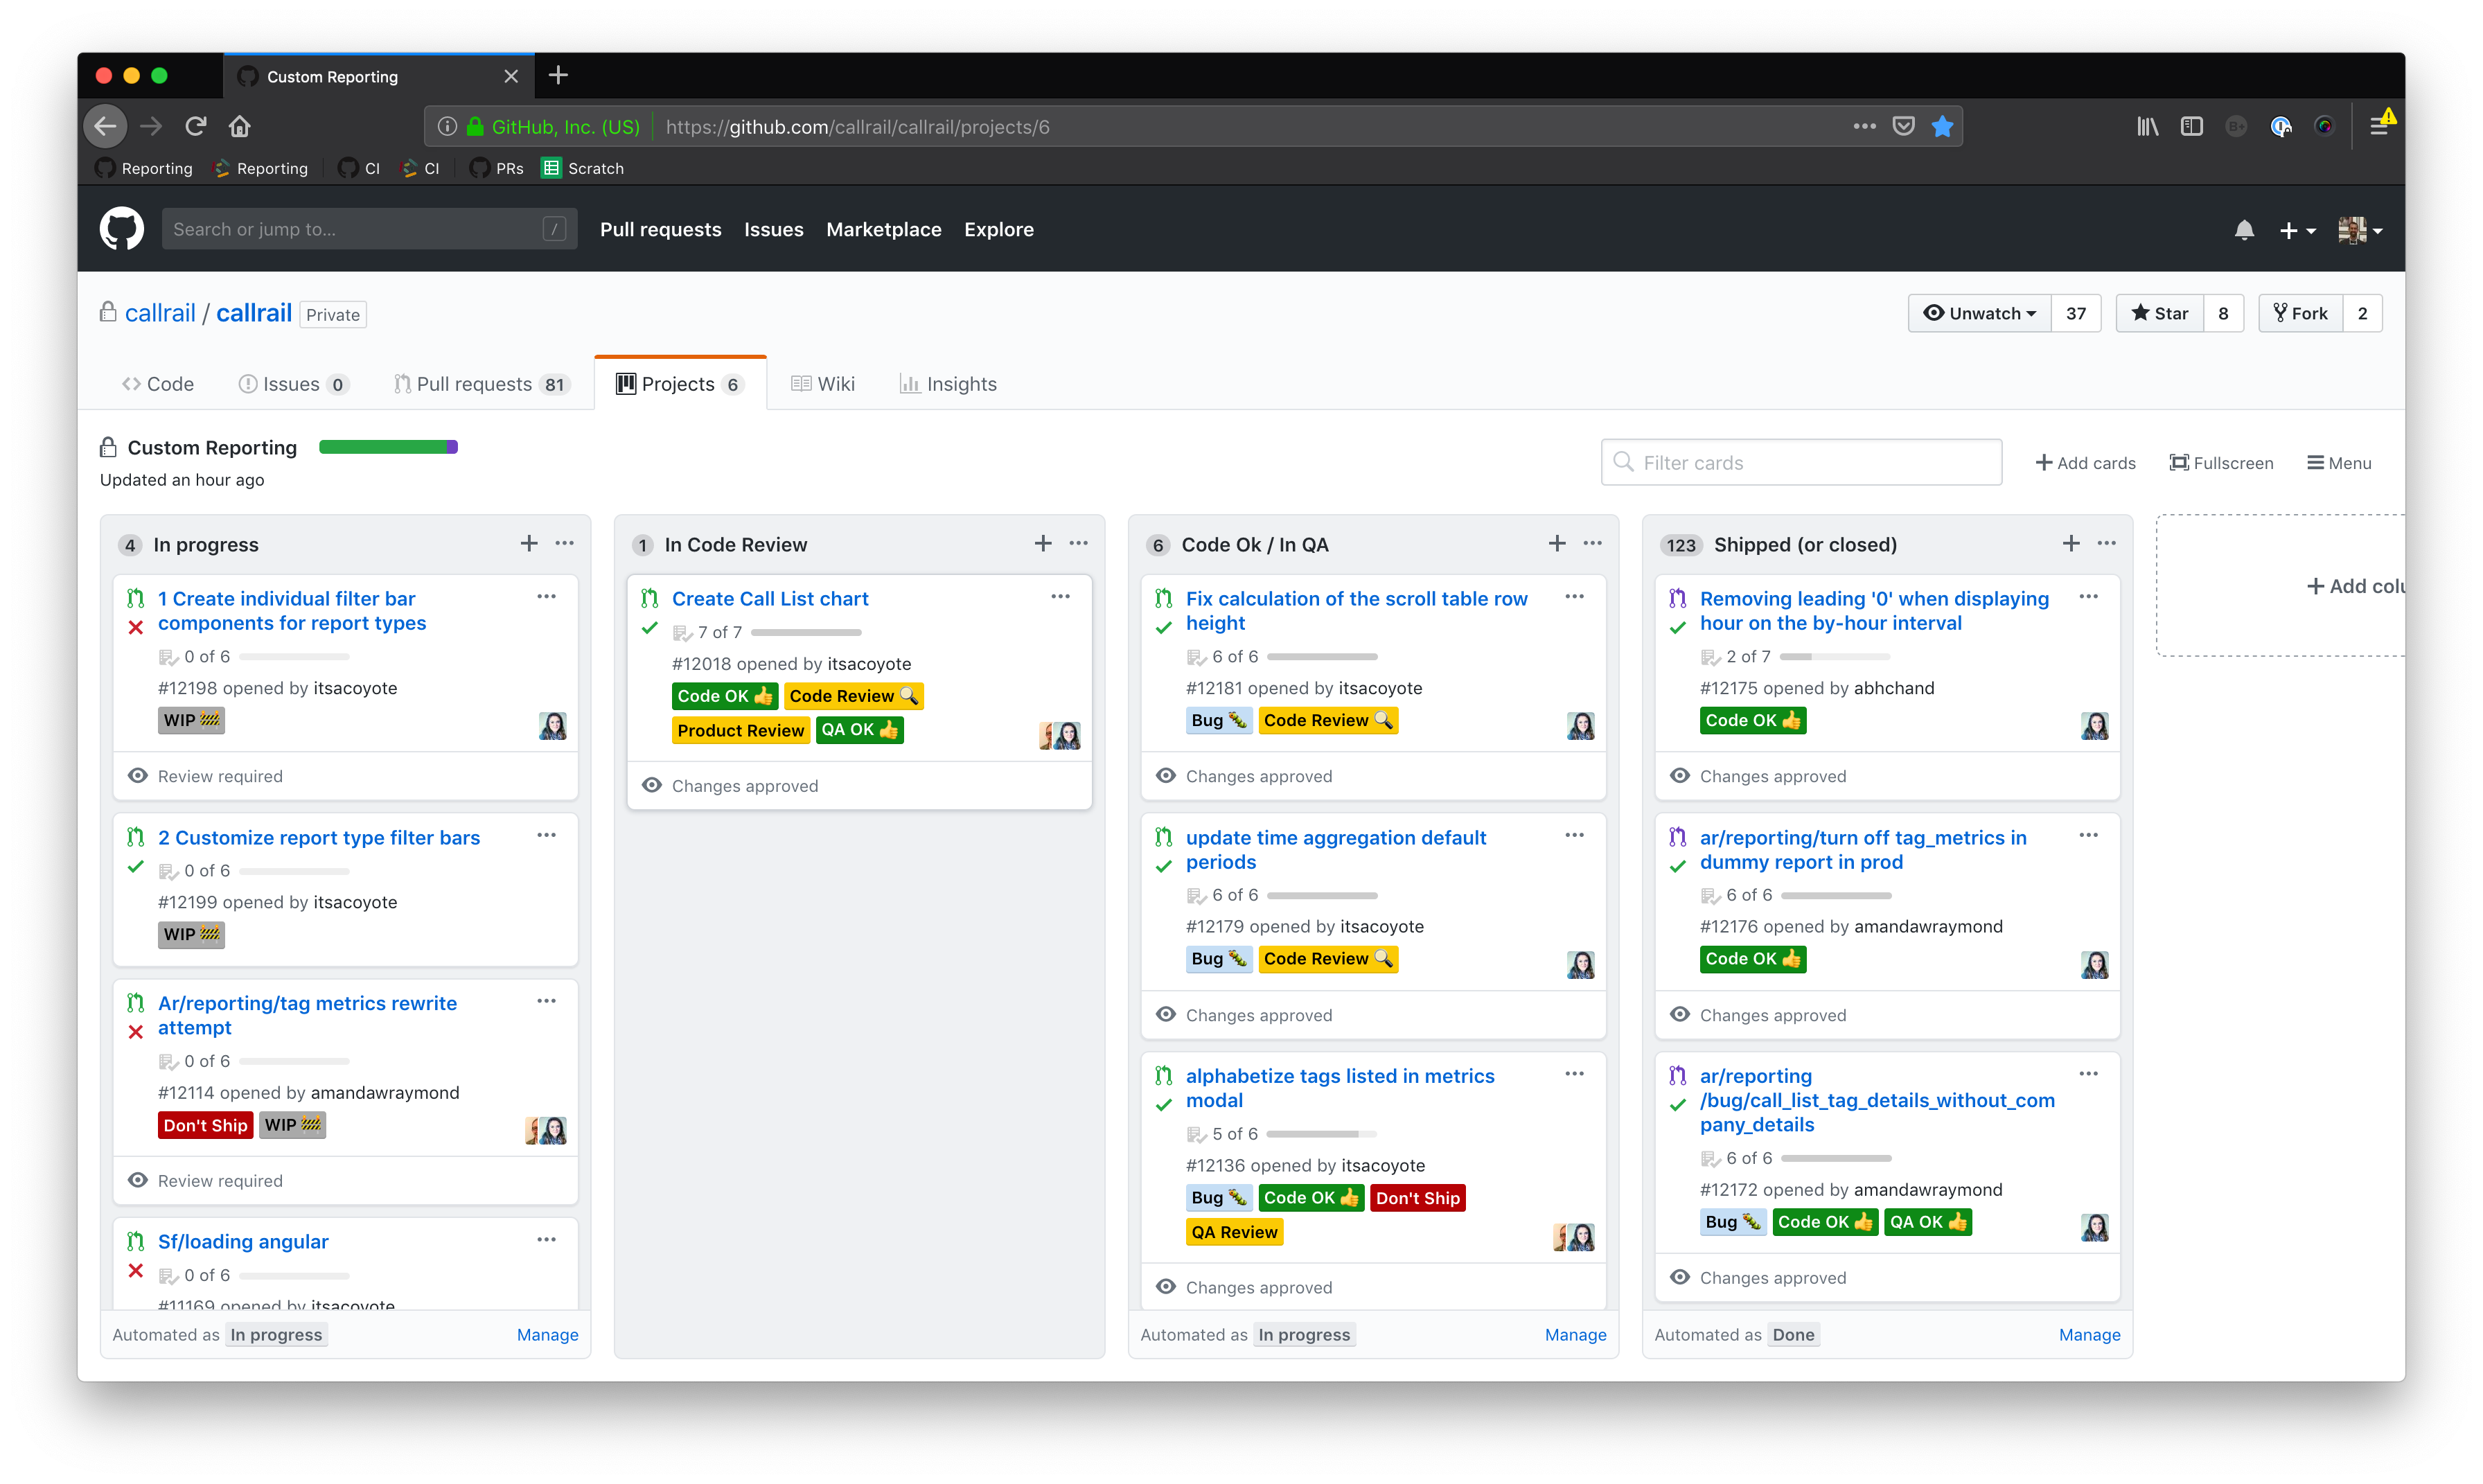 Custom Reporting
GitHub, Inc. (US) https://github.com/callrail/callrail/projects/6
Reporting Reporting CI CI PRs Scratch
Search or jump to... / Pull requests Issues Marketplace Explore
callrail / callrail Private Unwatch 37 Star 8 Fork 2
Code Issues 0 Pull requests 81 Projects 6 Wiki Insights
Custom Reporting
Updated an hour ago
Filter cards Add cards Fullscreen Menu
4 In progress
1 Create individual filter bar
components for report types
0 of 6
#12198 opened by itsacoyote
WIP
Review required
2 Customize report type filter bars
0 of 6
#12199 opened by itsacoyote
WIP
Ar/reporting/tag metrics rewrite
attempt
0 of 6
#12114 opened by amandawraymond
Don't Ship WIP
Review required
Sf/loading angular
0 of 6
#11169 opened by itsacoyote
Automated as In progress Manage
1 In Code Review
Create Call List chart
7 of 7
#12018 opened by itsacoyote
Code OK Code Review
Product Review QA OK
Changes approved
6 Code Ok / In QA
Fix calculation of the scroll table row
height
6 of 6
#12181 opened by itsacoyote
Bug Code Review
Changes approved
update time aggregation default
periods
6 of 6
#12179 opened by itsacoyote
Bug Code Review
Changes approved
alphabetize tags listed in metrics
modal
5 of 6
#12136 opened by itsacoyote
Bug Code OK Don't Ship
QA Review
Changes approved
Automated as In progress Manage
123 Shipped (or closed)
Removing leading '0' when displaying
hour on the by-hour interval
2 of 7
#12175 opened by abhchand
Code OK
Changes approved
ar/reporting/turn off tag_metrics in
dummy report in prod
6 of 6
#12176 opened by amandawraymond
Code OK
Changes approved
ar/reporting
/bug/call_list_tag_details_without_com
pany_details
6 of 6
#12172 opened by amandawraymond
Bug Code OK QA OK
Changes approved
Automated as Done Manage
Add colu